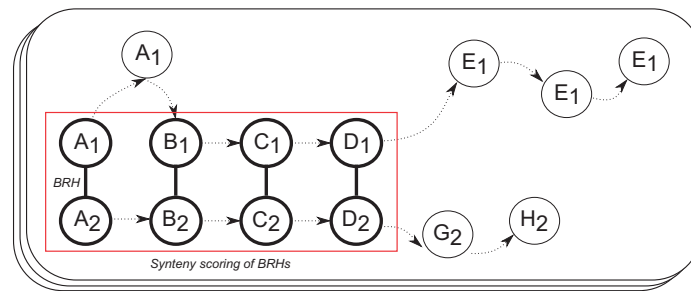 A1
E1
E1
E1
A1 B1 C1 D1
BRH
A2 B2 C2 D2
G2
H2
Synteny scoring of BRHs